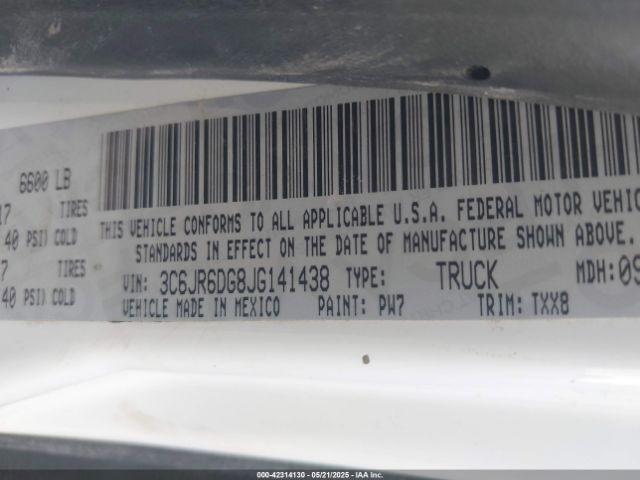 6600 LB
17 TIRES
40 PSI) COLD
7 TIRES
40 PSI) COLD
THIS VEHICLE CONFORMS TO ALL APPLICABLE U.S.A. FEDERAL MOTOR VEHIC
STANDARDS IN EFFECT ON THE DATE OF MANUFACTURE SHOWN ABOVE.
VIN: 3C6JR6DG8JG141438 TYPE: TRUCK MDH: 09
VEHICLE MADE IN MEXICO PAINT: PW7 TRIM: TXX8
000-42314130 - 05/21/2025 - IAA Inc.